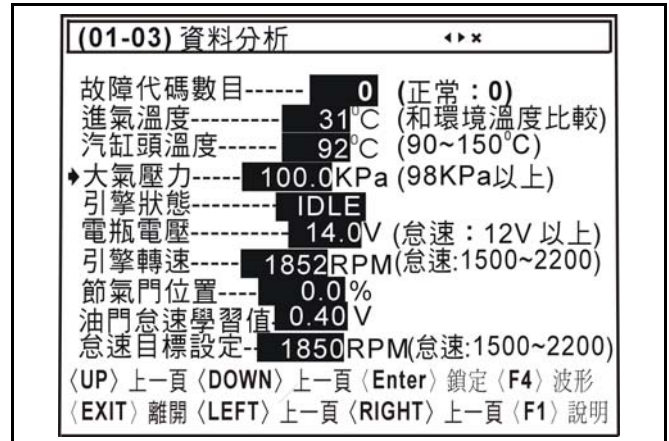 (01-03) 資料分析 ◂ ▸ ×
故障代碼數目------ 0 (正常：0)
進氣溫度--------- 31°C (和環境溫度比較)
汽缸頭溫度------- 92°C (90~150°C)
➧大氣壓力----- 100.0KPa (98KPa以上)
引擎狀態--------- IDLE
電瓶電壓--------- 14.0V (怠速：12V 以上)
引擎轉速----- 1852RPM(怠速:1500~2200)
節氣門位置---- 0.0 %
油門怠速學習值- 0.40 V
怠速目標設定-- 1850RPM(怠速:1500~2200)
〈UP〉上一頁〈DOWN〉上一頁〈Enter〉鎖定〈F4〉波形
〈EXIT〉離開〈LEFT〉上一頁〈RIGHT〉上一頁〈F1〉說明